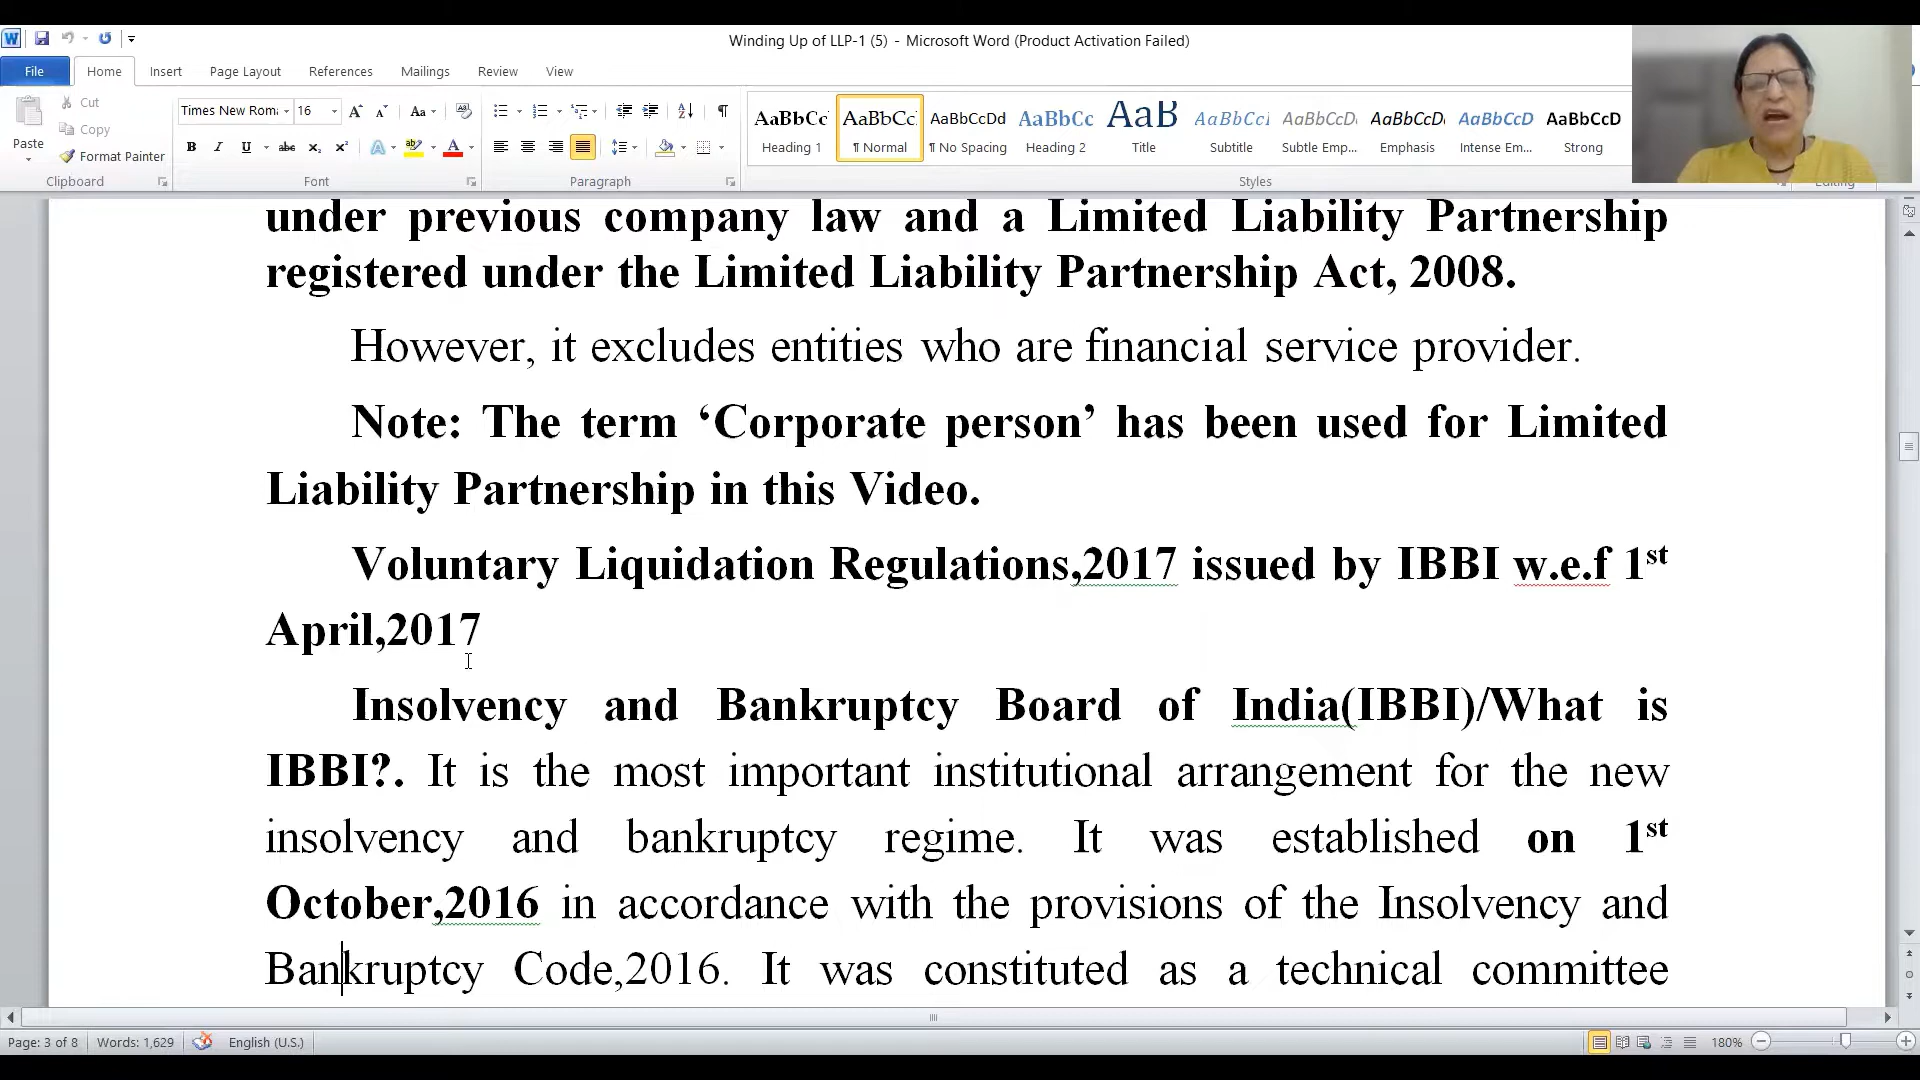 Winding Up of LLP-1 (5) - Microsoft Word (Product Activation Failed)
File Home Insert Page Layout References Mailings Review View
Cut
Copy
Format Painter
Paste
Clipboard
Times New Rom 16
Font
Paragraph
AaBbCc AaBbCc AaBbCcDd AaBbCc AaB AaBbCcI AaBbCcD AaBbCcD AaBbCcD AaBbCcD
Heading 1 ¶ Normal ¶ No Spacing Heading 2 Title Subtitle Subtle Emp... Emphasis Intense Em... Strong
Styles
Editing
under previous company law and a Limited Liability Partnership
registered under the Limited Liability Partnership Act, 2008.
However, it excludes entities who are financial service provider.
Note: The term ‘Corporate person’ has been used for Limited
Liability Partnership in this Video.
Voluntary Liquidation Regulations,2017 issued by IBBI w.e.f 1st
April,2017
Insolvency and Bankruptcy Board of India(IBBI)/What is
IBBI?. It is the most important institutional arrangement for the new
insolvency and bankruptcy regime. It was established on 1st
October,2016 in accordance with the provisions of the Insolvency and
Bankruptcy Code,2016. It was constituted as a technical committee
Page: 3 of 8 Words: 1,629 English (U.S.) 180%